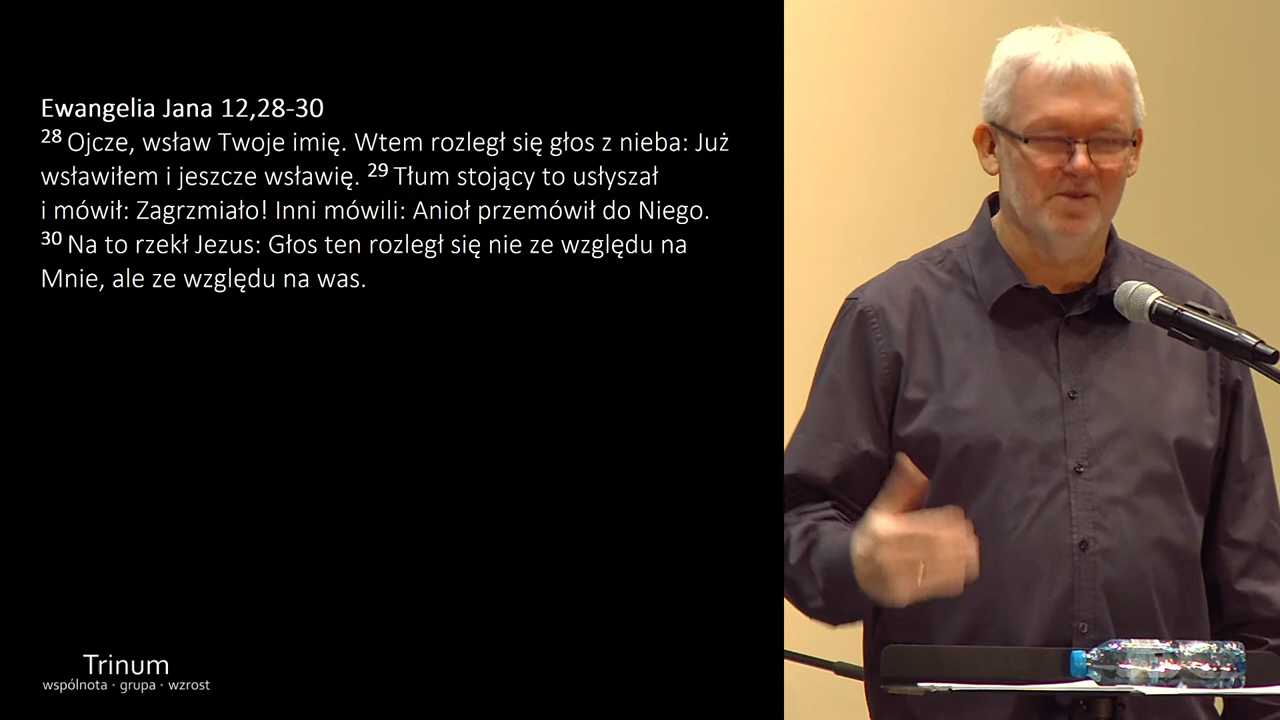 Ewangelia Jana 12,28-30
28 Ojcze, wsław Twoje imię. Wtem rozległ się głos z nieba: Już
wsławiłem i jeszcze wsławię. 29 Tłum stojący to usłyszał
i mówił: Zagrzmiało! Inni mówili: Anioł przemówił do Niego.
30 Na to rzekł Jezus: Głos ten rozległ się nie ze względu na
Mnie, ale ze względu na was.
Trinum
wspólnota · grupa · wzrost